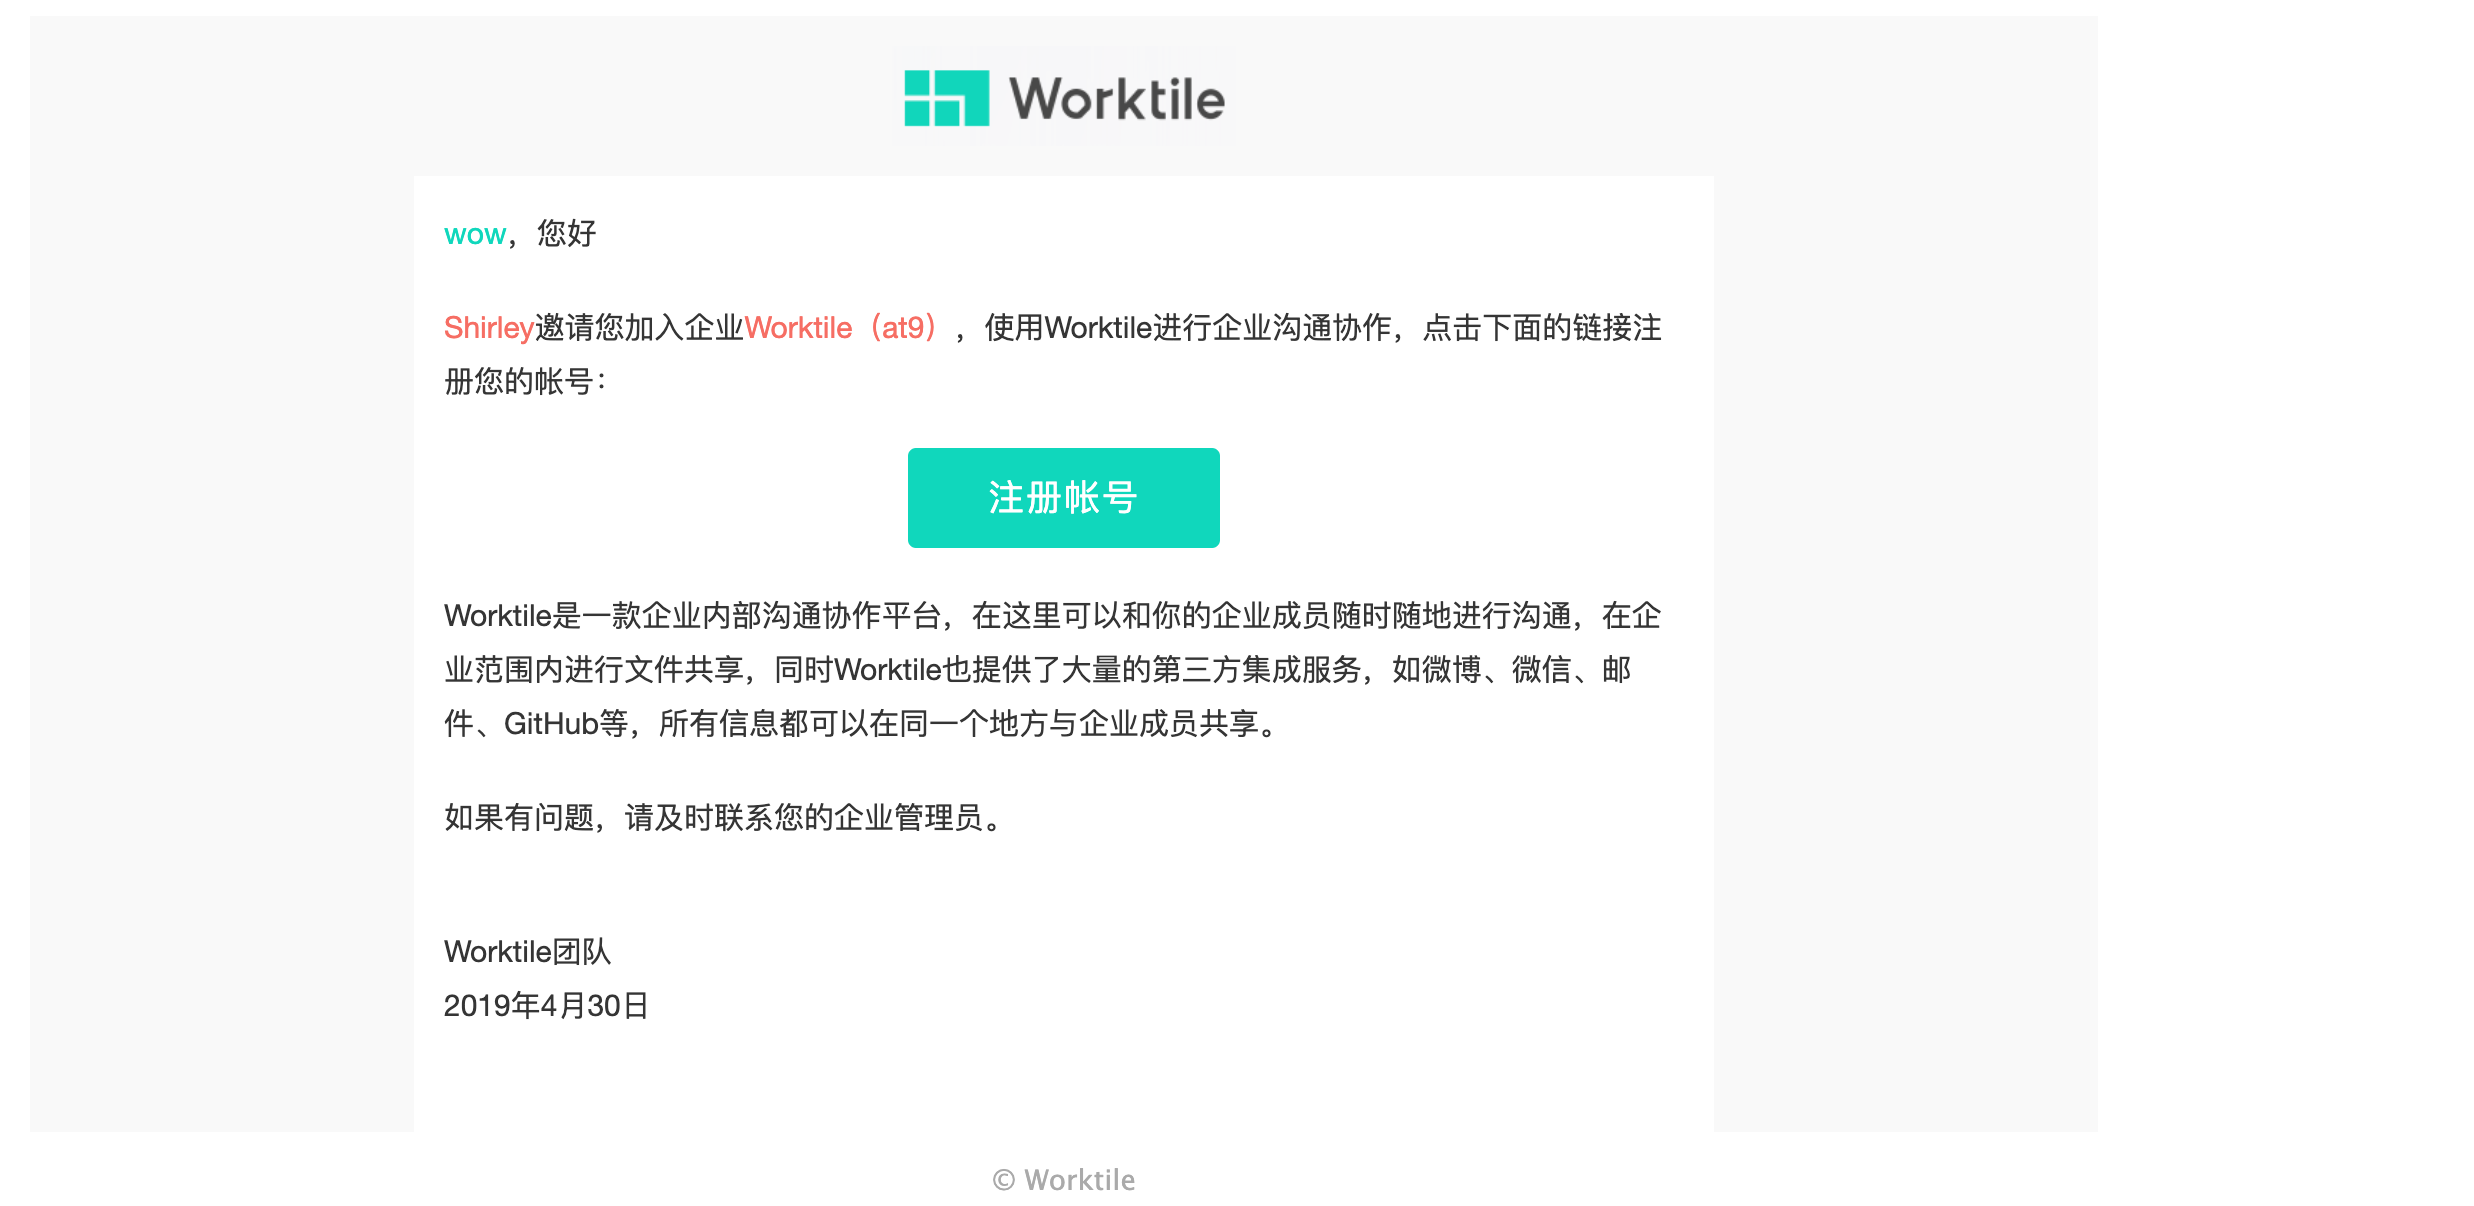 Worktile
wow，您好
Shirley邀请您加入企业Worktile（at9），使用Worktile进行企业沟通协作，点击下面的链接注
册您的帐号：
注册帐号
Worktile是一款企业内部沟通协作平台，在这里可以和你的企业成员随时随地进行沟通，在企
业范围内进行文件共享，同时Worktile也提供了大量的第三方集成服务，如微博、微信、邮
件、GitHub等，所有信息都可以在同一个地方与企业成员共享。
如果有问题，请及时联系您的企业管理员。
Worktile团队
2019年4月30日
© Worktile